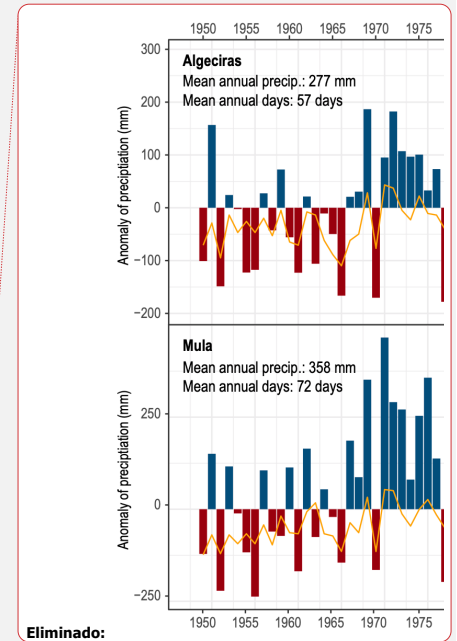 1950 1955 1960 1965 1970 1975
Algeciras
Mean annual precip.: 277 mm
Mean annual days: 57 days
Anomaly of preciptiation (mm)
300
200
100
0
−100
−200
Mula
Mean annual precip.: 358 mm
Mean annual days: 72 days
Anomaly of preciptiation (mm)
250
0
−250
1950 1955 1960 1965 1970 1975
Eliminado: